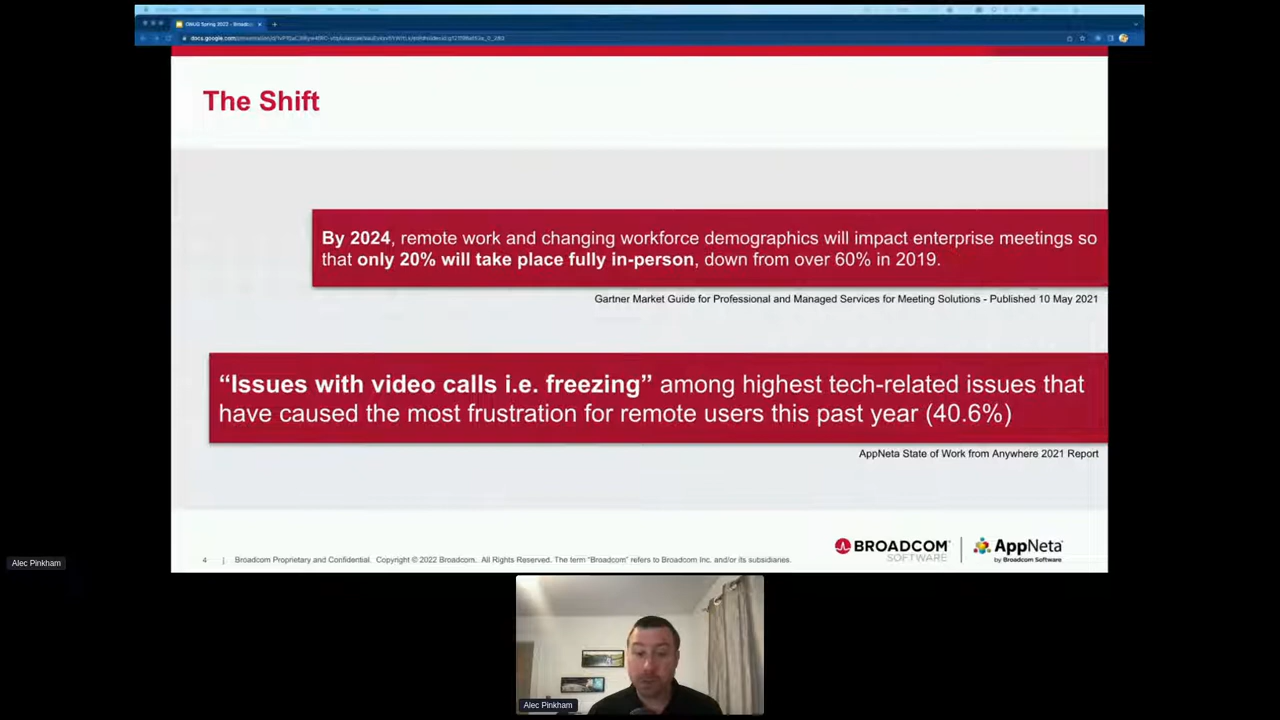 ONUG Spring 2022 - Broadcom
The Shift
By 2024, remote work and changing workforce demographics will impact enterprise meetings so
that only 20% will take place fully in-person, down from over 60% in 2019.
Gartner Market Guide for Professional and Managed Services for Meeting Solutions - Published 10 May 2021
“Issues with video calls i.e. freezing” among highest tech-related issues that
have caused the most frustration for remote users this past year (40.6%)
AppNeta State of Work from Anywhere 2021 Report
4 | Broadcom Proprietary and Confidential. Copyright © 2022 Broadcom. All Rights Reserved. The term “Broadcom” refers to Broadcom Inc. and/or its subsidiaries.
BROADCOM
SOFTWARE
AppNeta
by Broadcom Software
Alec Pinkham
Alec Pinkham